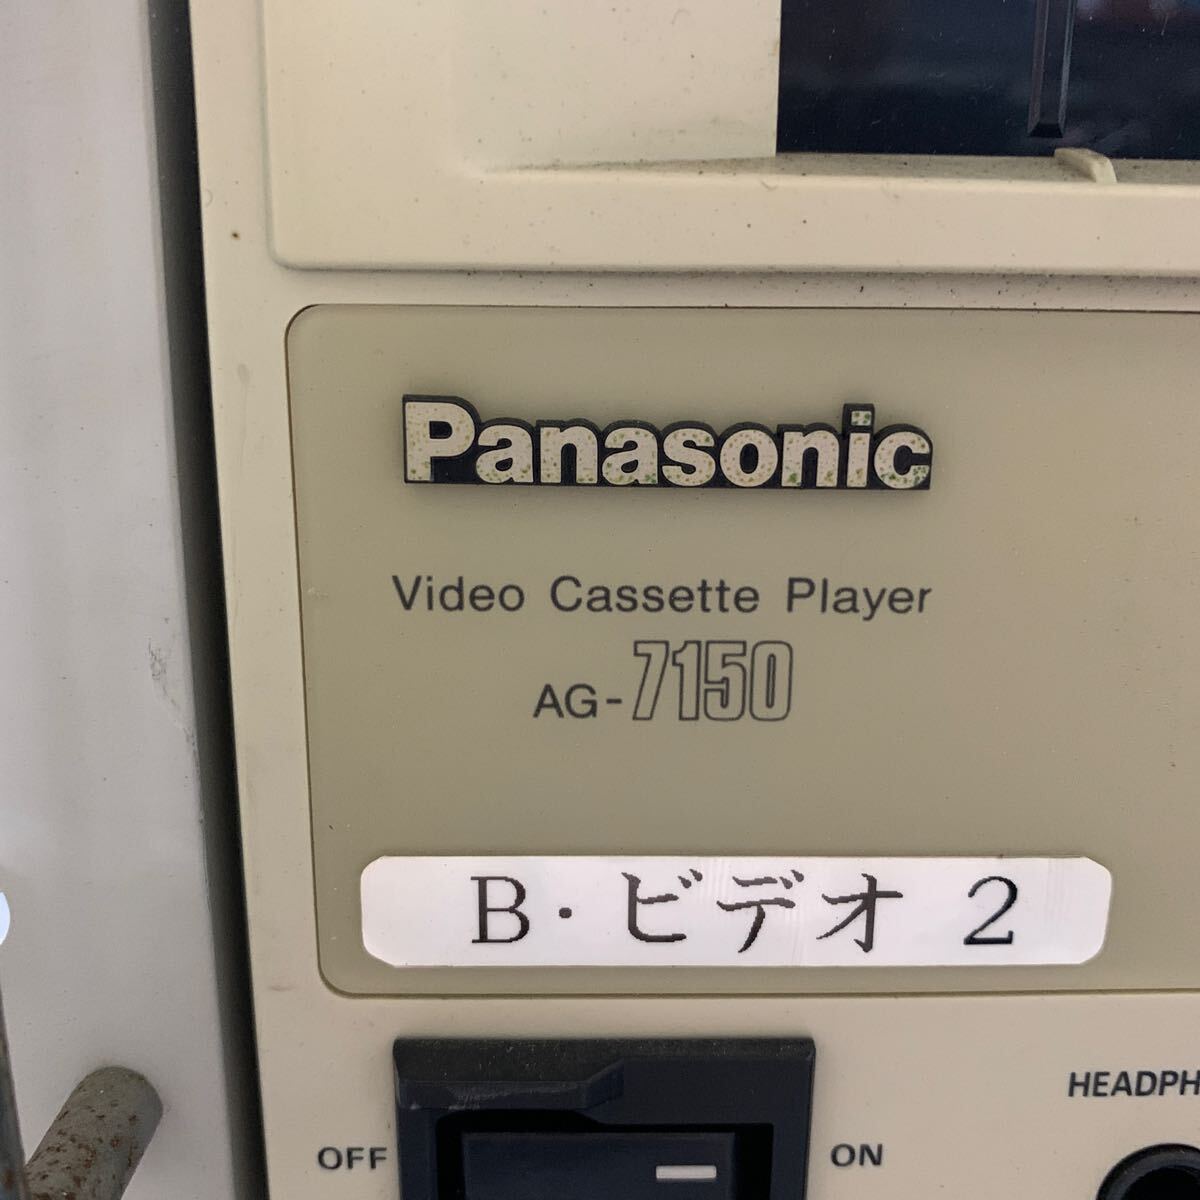 Panasonic
Video Cassette Player
AG-7150
B・ビデオ 2
HEADPH
OFF
ON